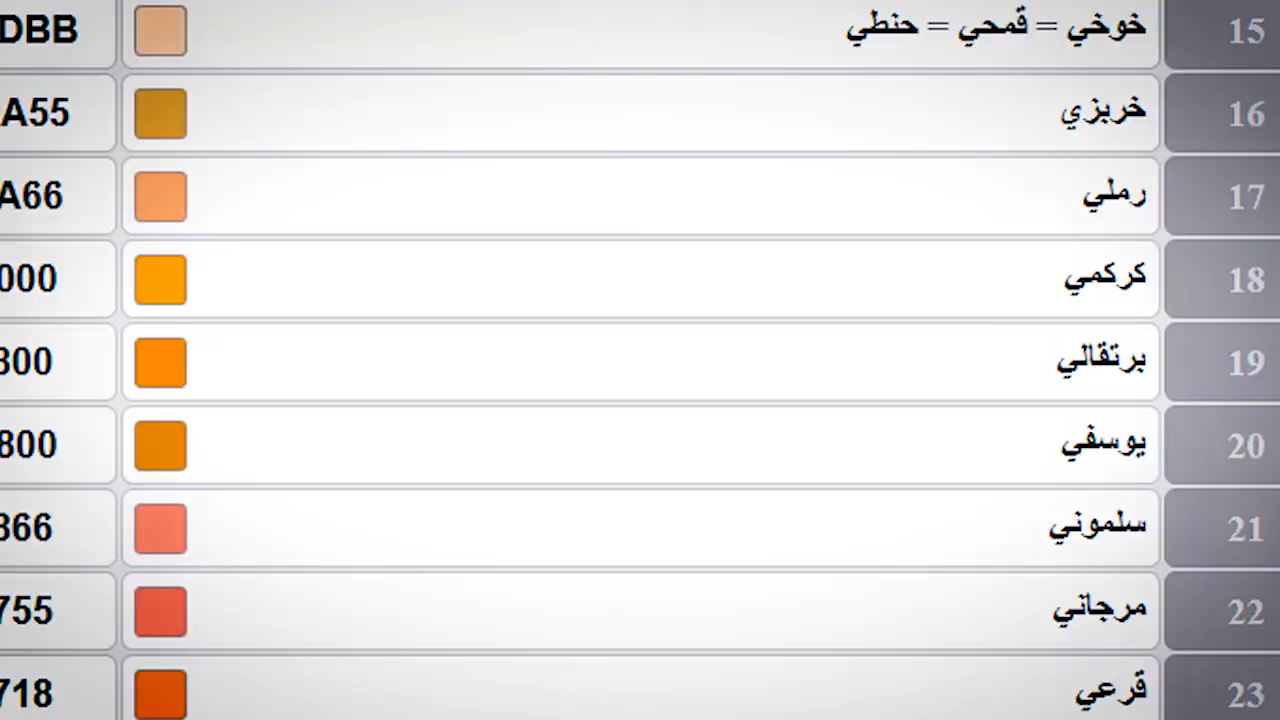 15 خوخي = قمحي = حنطي DBB
16 خربزي A55
17 رملي A66
18 كركمي 000
19 برتقالي 800
20 يوسفي 800
21 سلموني 866
22 مرجاني 755
23 قرعي 718